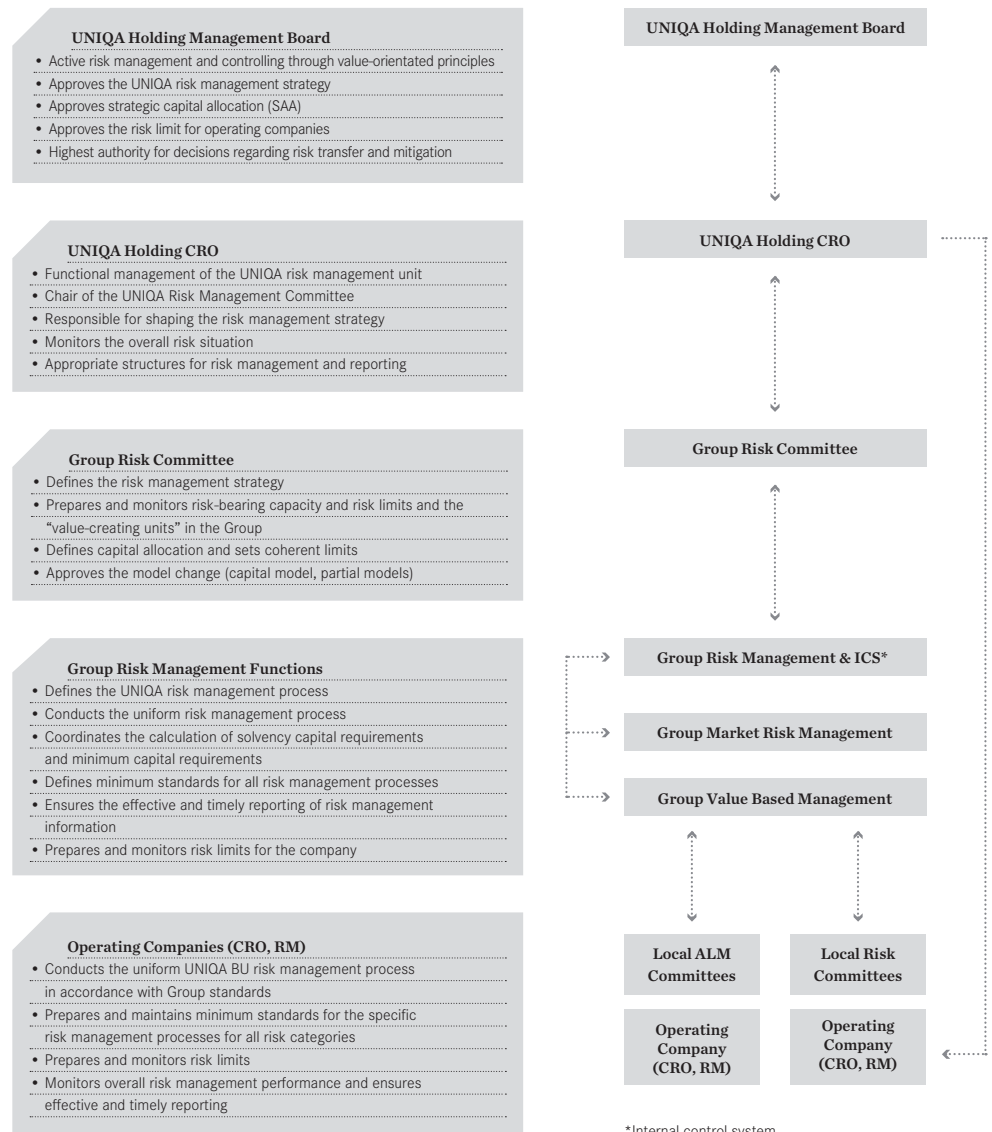 UNIQA Holding Management Board
• Active risk management and controlling through value-orientated principles
• Approves the UNIQA risk management strategy
• Approves strategic capital allocation (SAA)
• Approves the risk limit for operating companies
• Highest authority for decisions regarding risk transfer and mitigation
UNIQA Holding CRO
• Functional management of the UNIQA risk management unit
• Chair of the UNIQA Risk Management Committee
• Responsible for shaping the risk management strategy
• Monitors the overall risk situation
• Appropriate structures for risk management and reporting
Group Risk Committee
• Defines the risk management strategy
• Prepares and monitors risk-bearing capacity and risk limits and the
“value-creating units” in the Group
• Defines capital allocation and sets coherent limits
• Approves the model change (capital model, partial models)
Group Risk Management Functions
• Defines the UNIQA risk management process
• Conducts the uniform risk management process
• Coordinates the calculation of solvency capital requirements
and minimum capital requirements
• Defines minimum standards for all risk management processes
• Ensures the effective and timely reporting of risk management
information
• Prepares and monitors risk limits for the company
Operating Companies (CRO, RM)
• Conducts the uniform UNIQA BU risk management process
in accordance with Group standards
• Prepares and maintains minimum standards for the specific
risk management processes for all risk categories
• Prepares and monitors risk limits
• Monitors overall risk management performance and ensures
effective and timely reporting
UNIQA Holding Management Board
UNIQA Holding CRO
Group Risk Committee
Group Risk Management & ICS*
Group Market Risk Management
Group Value Based Management
Local ALM
Committees
Local Risk
Committees
Operating
Company
(CRO, RM)
Operating
Company
(CRO, RM)
*Internal control system